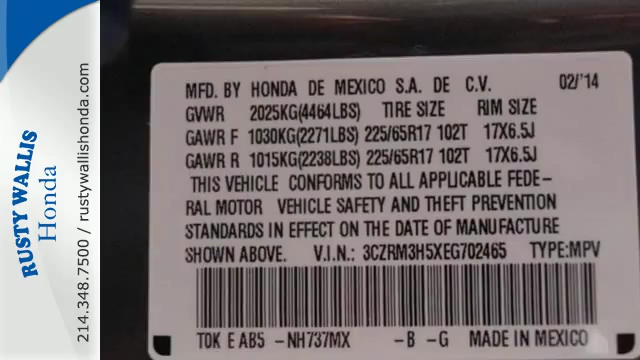 RUSTY WALLIS
Honda
214.348.7500 / rustywallishonda.com
MFD. BY HONDA DE MEXICO S.A. DE C.V. 02/'14
GVWR 2025KG(4464LBS) TIRE SIZE RIM SIZE
GAWR F 1030KG(2271LBS) 225/65R17 102T 17X6.5J
GAWR R 1015KG(2238LBS) 225/65R17 102T 17X6.5J
THIS VEHICLE CONFORMS TO ALL APPLICABLE FEDE-
RAL MOTOR VEHICLE SAFETY AND THEFT PREVENTION
STANDARDS IN EFFECT ON THE DATE OF MANUFACTURE
SHOWN ABOVE. V.I.N.: 3CZRM3H5XEG702465 TYPE:MPV
T0K E AB5 -NH737MX -B -G MADE IN MEXICO